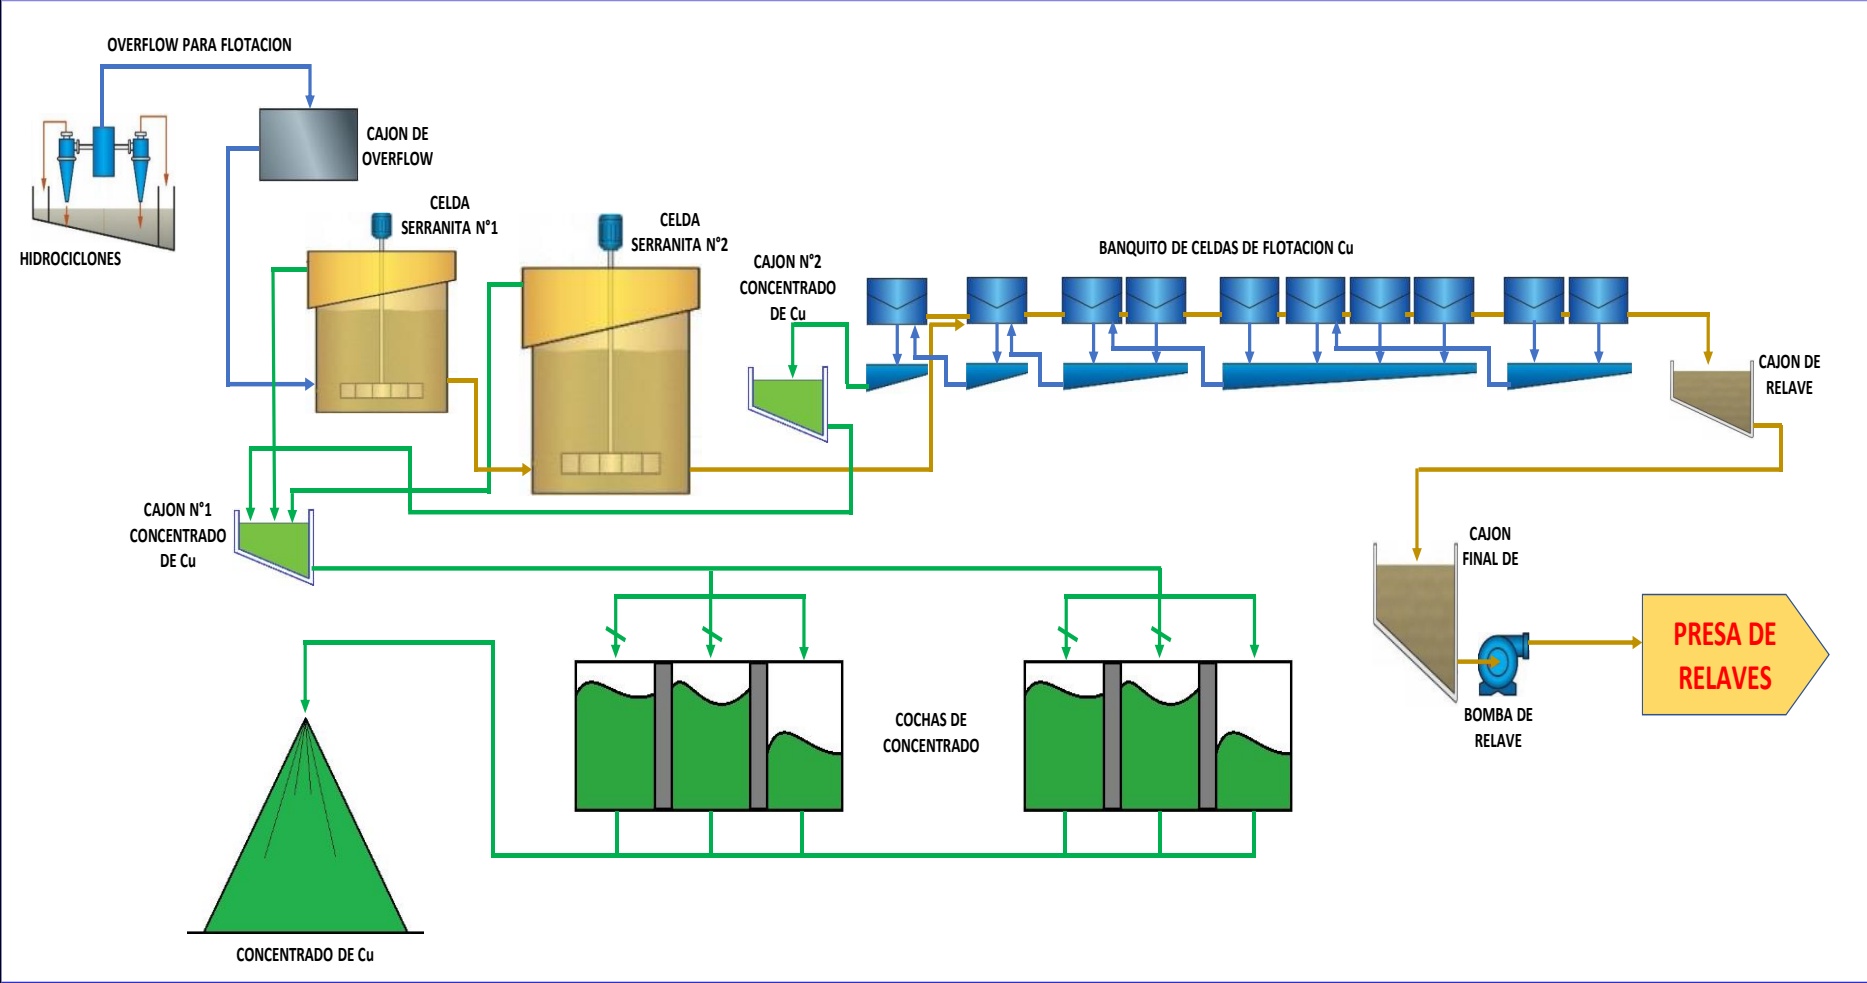 OVERFLOW PARA FLOTACION
CAJON DE
OVERFLOW
HIDROCICLONES
CELDA
SERRANITA N°1
CELDA
SERRANITA N°2
CAJON N°2
CONCENTRADO
DE Cu
BANQUITO DE CELDAS DE FLOTACION Cu
CAJON DE
RELAVE
CAJON N°1
CONCENTRADO
DE Cu
CAJON
FINAL DE
PRESA DE
RELAVES
BOMBA DE
RELAVE
COCHAS DE
CONCENTRADO
CONCENTRADO DE Cu